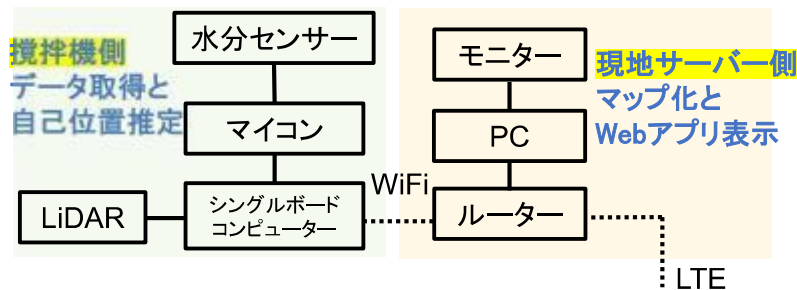 撹拌機側
データ取得と
自己位置推定
水分センサー
マイコン
LiDAR
シングルボード
コンピューター
WiFi
モニター
PC
ルーター
現地サーバー側
マップ化と
Webアプリ表示
LTE